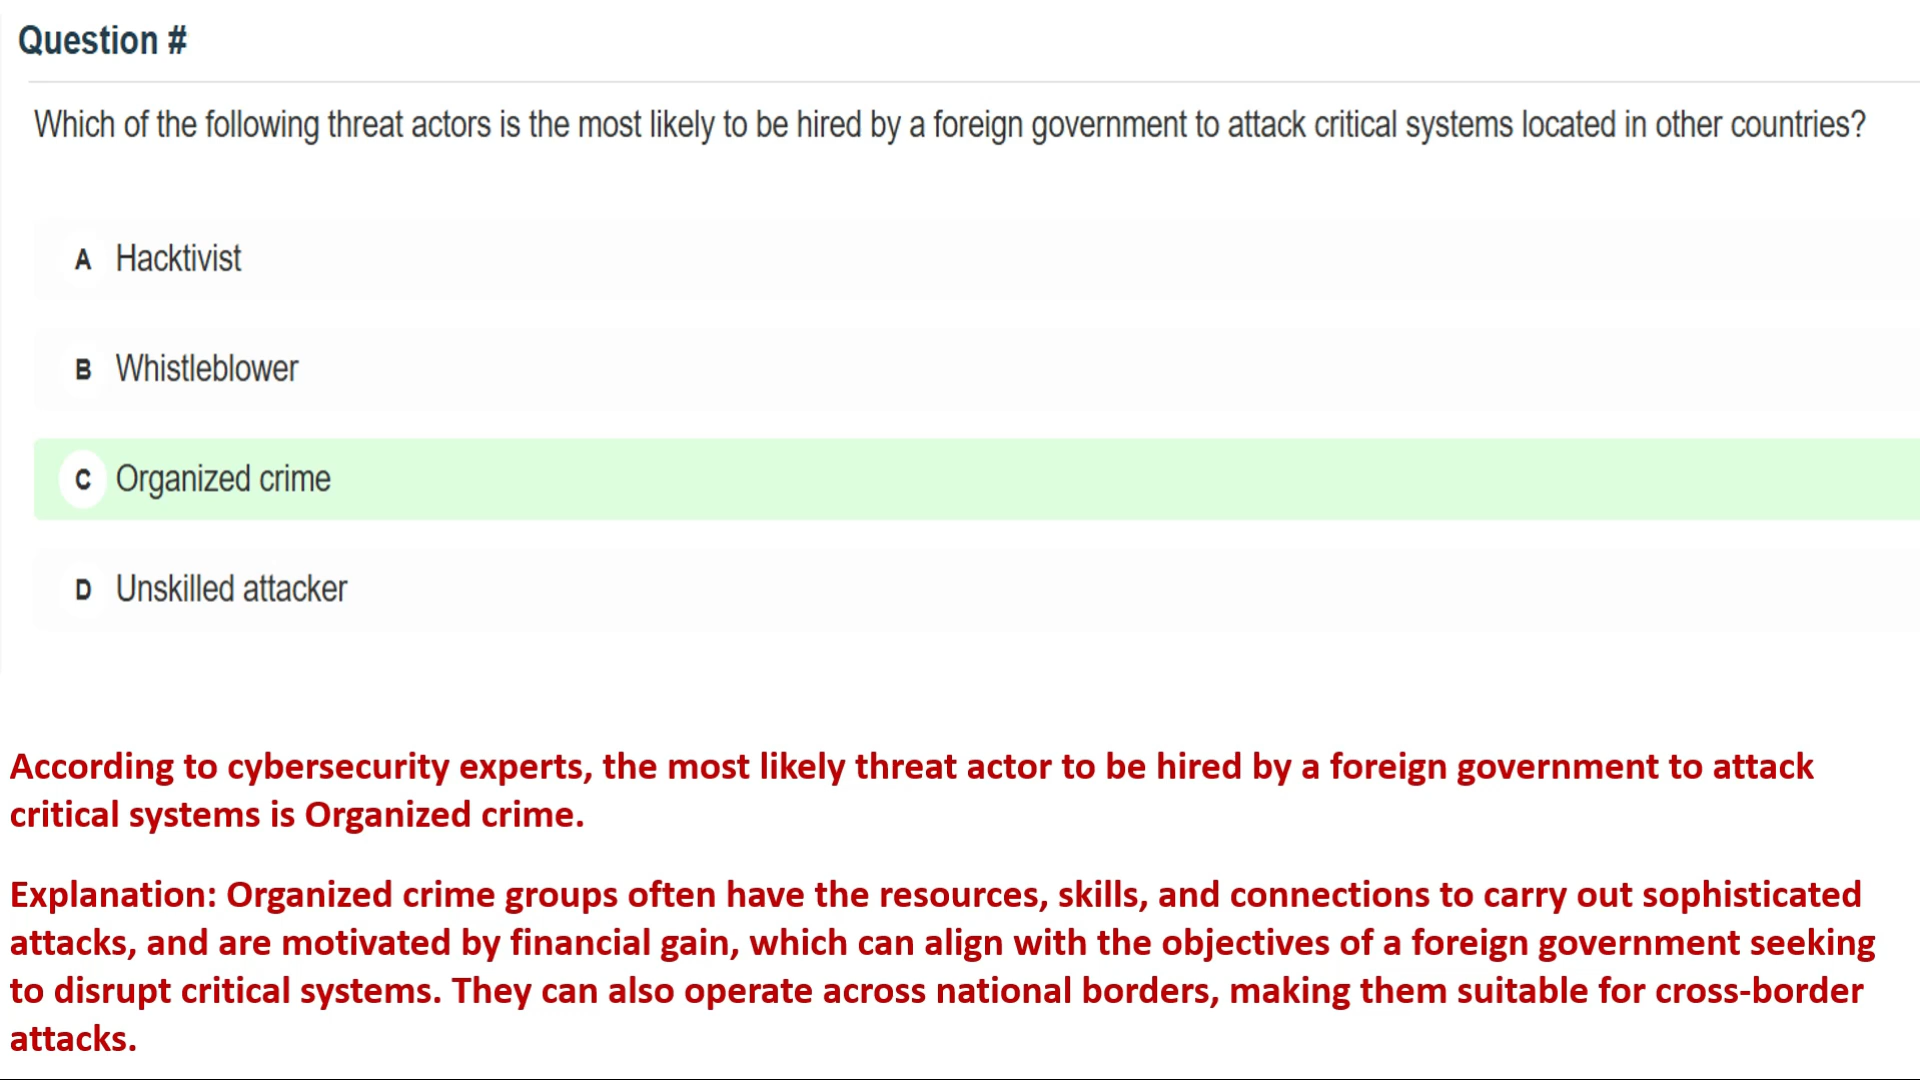 Question #
Which of the following threat actors is the most likely to be hired by a foreign government to attack critical systems located in other countries?
A Hacktivist
B Whistleblower
C Organized crime
D Unskilled attacker
According to cybersecurity experts, the most likely threat actor to be hired by a foreign government to attack
critical systems is Organized crime.
Explanation: Organized crime groups often have the resources, skills, and connections to carry out sophisticated
attacks, and are motivated by financial gain, which can align with the objectives of a foreign government seeking
to disrupt critical systems. They can also operate across national borders, making them suitable for cross-border
attacks.